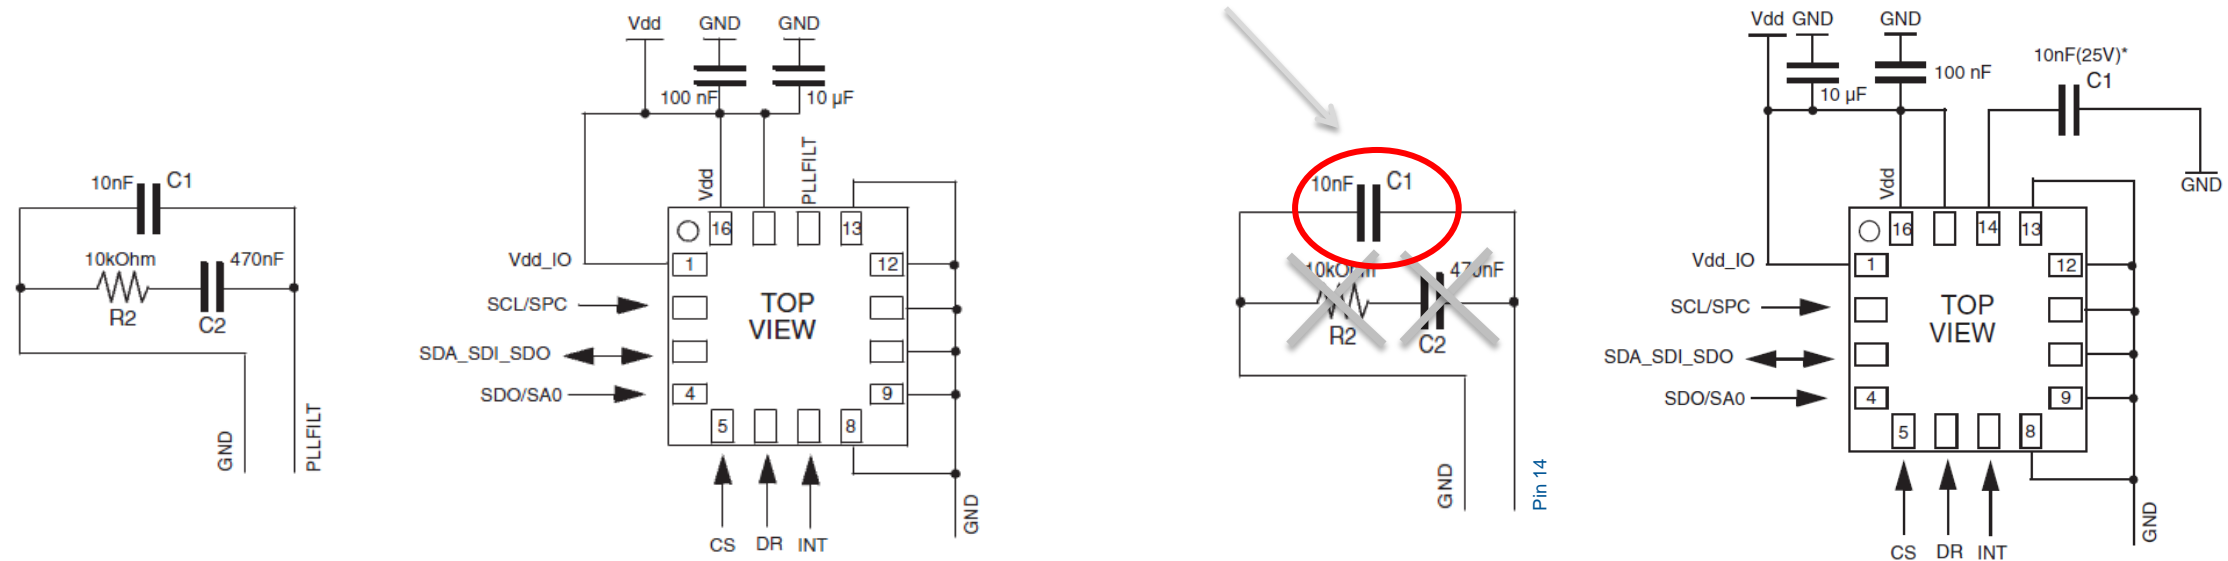 10nF
C1
10kOhm
470nF
R2
C2
GND
PLLFILT
Vdd
GND
GND
100 nF
10 µF
Vdd
PLLFILT
16
13
Vdd_IO
1
12
SCL/SPC
TOP
VIEW
SDA_SDI_SDO
SDO/SA0
4
9
5
8
CS
DR
INT
GND
10nF
C1
10kOhm
470nF
R2
C2
GND
Pin 14
Vdd
GND
GND
10 µF
100 nF
10nF(25V)*
C1
GND
Vdd
16
14
13
Vdd_IO
1
12
SCL/SPC
TOP
VIEW
SDA_SDI_SDO
SDO/SA0
4
9
5
8
CS
DR
INT
GND